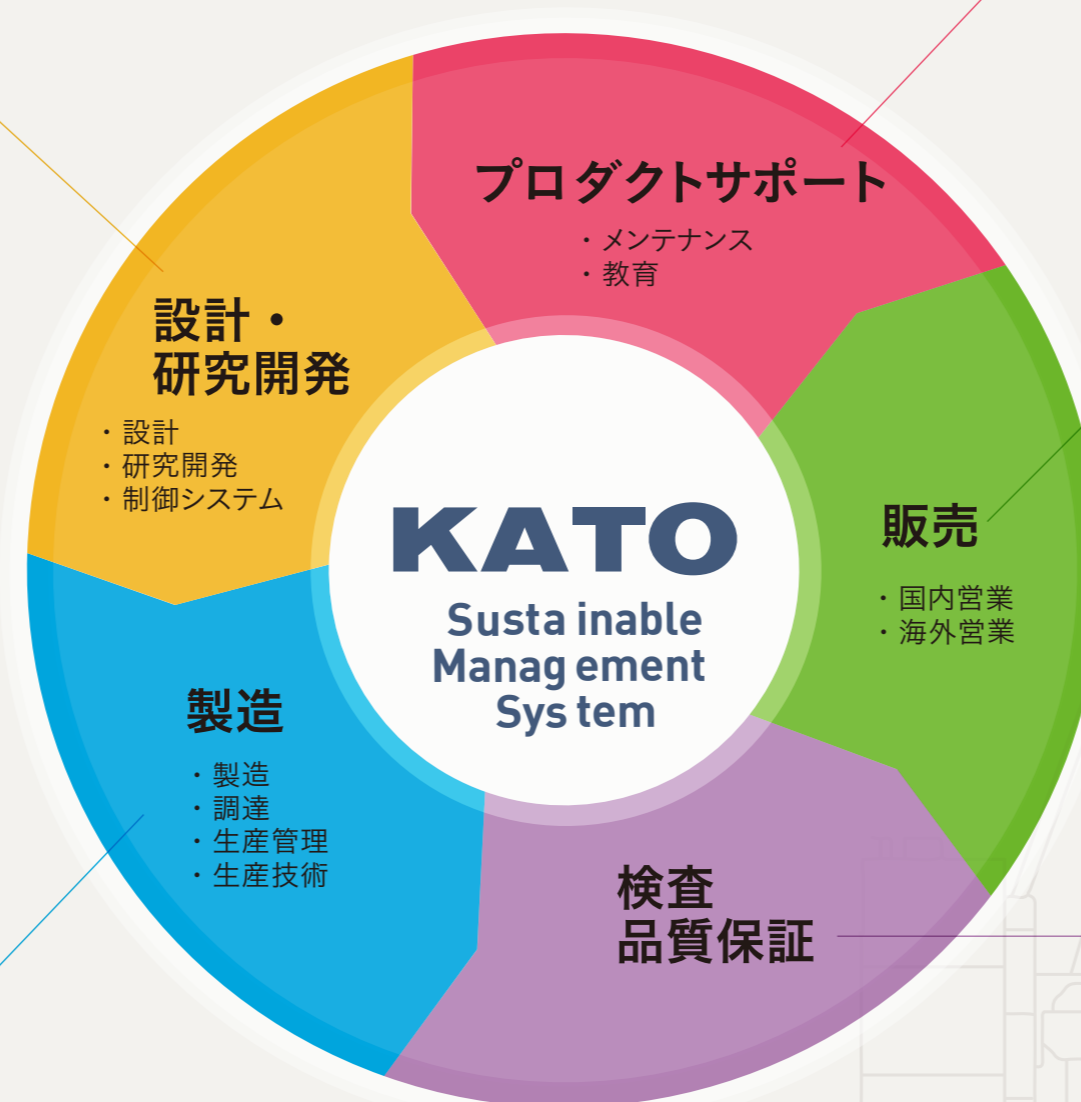 プロダクトサポート
・メンテナンス
・教育
設計・
研究開発
・設計
・研究開発
・制御システム
KATO
Susta inable
Manag ement
Sys tem
販売
・国内営業
・海外営業
製造
・製造
・調達
・生産管理
・生産技術
検査
品質保証